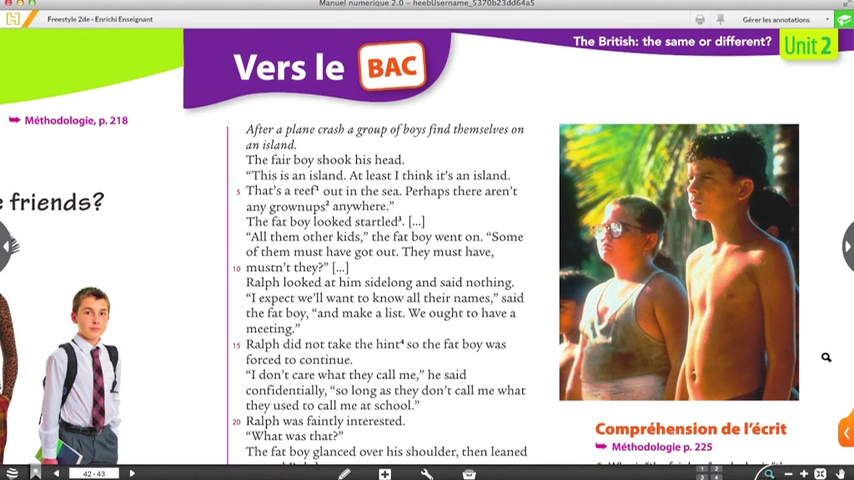 Manuel numerique 2.0 - heebUsername_5370b23dd64a5
Freestyle 2de - Enrichi Enseignant
Gérer les annotations
The British: the same or different?
Unit 2
Vers le BAC
➥ Méthodologie, p. 218
e friends?
After a plane crash a group of boys find themselves on
an island.
The fair boy shook his head.
“This is an island. At least I think it’s an island.
5 That’s a reef¹ out in the sea. Perhaps there aren’t
any grownups² anywhere.”
The fat boy looked startled³. [...]
“All them other kids,” the fat boy went on. “Some
of them must have got out. They must have,
10 mustn’t they?” [...]
Ralph looked at him sidelong and said nothing.
“I expect we’ll want to know all their names,” said
the fat boy, “and make a list. We ought to have a
meeting.”
15 Ralph did not take the hint⁴ so the fat boy was
forced to continue.
“I don’t care what they call me,” he said
confidentially, “so long as they don’t call me what
they used to call me at school.”
20 Ralph was faintly interested.
“What was that?”
The fat boy glanced over his shoulder, then leaned
Compréhension de l’écrit
➥ Méthodologie p. 225
42 - 43
1 2
3 4